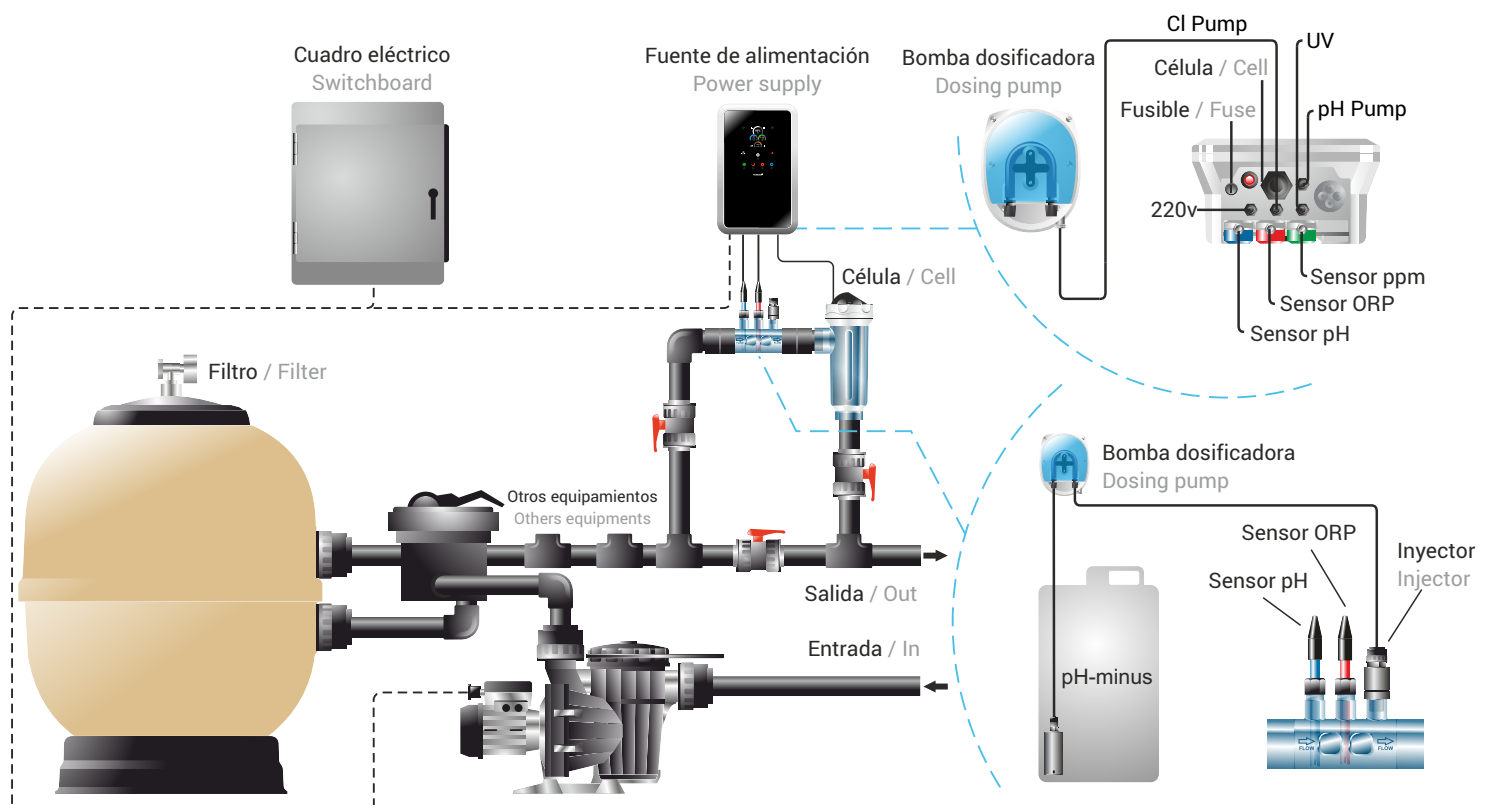 Cuadro eléctrico
Switchboard
Fuente de alimentación
Power supply
Bomba dosificadora
Dosing pump
Cl Pump
UV
Célula / Cell
Fusible / Fuse
pH Pump
220v
Sensor ppm
Sensor ORP
Sensor pH
Célula / Cell
Filtro / Filter
Otros equipamientos
Others equipments
Salida / Out
Entrada / In
Bomba dosificadora
Dosing pump
Sensor ORP
Inyector
Injector
Sensor pH
pH-minus
FLOW
FLOW